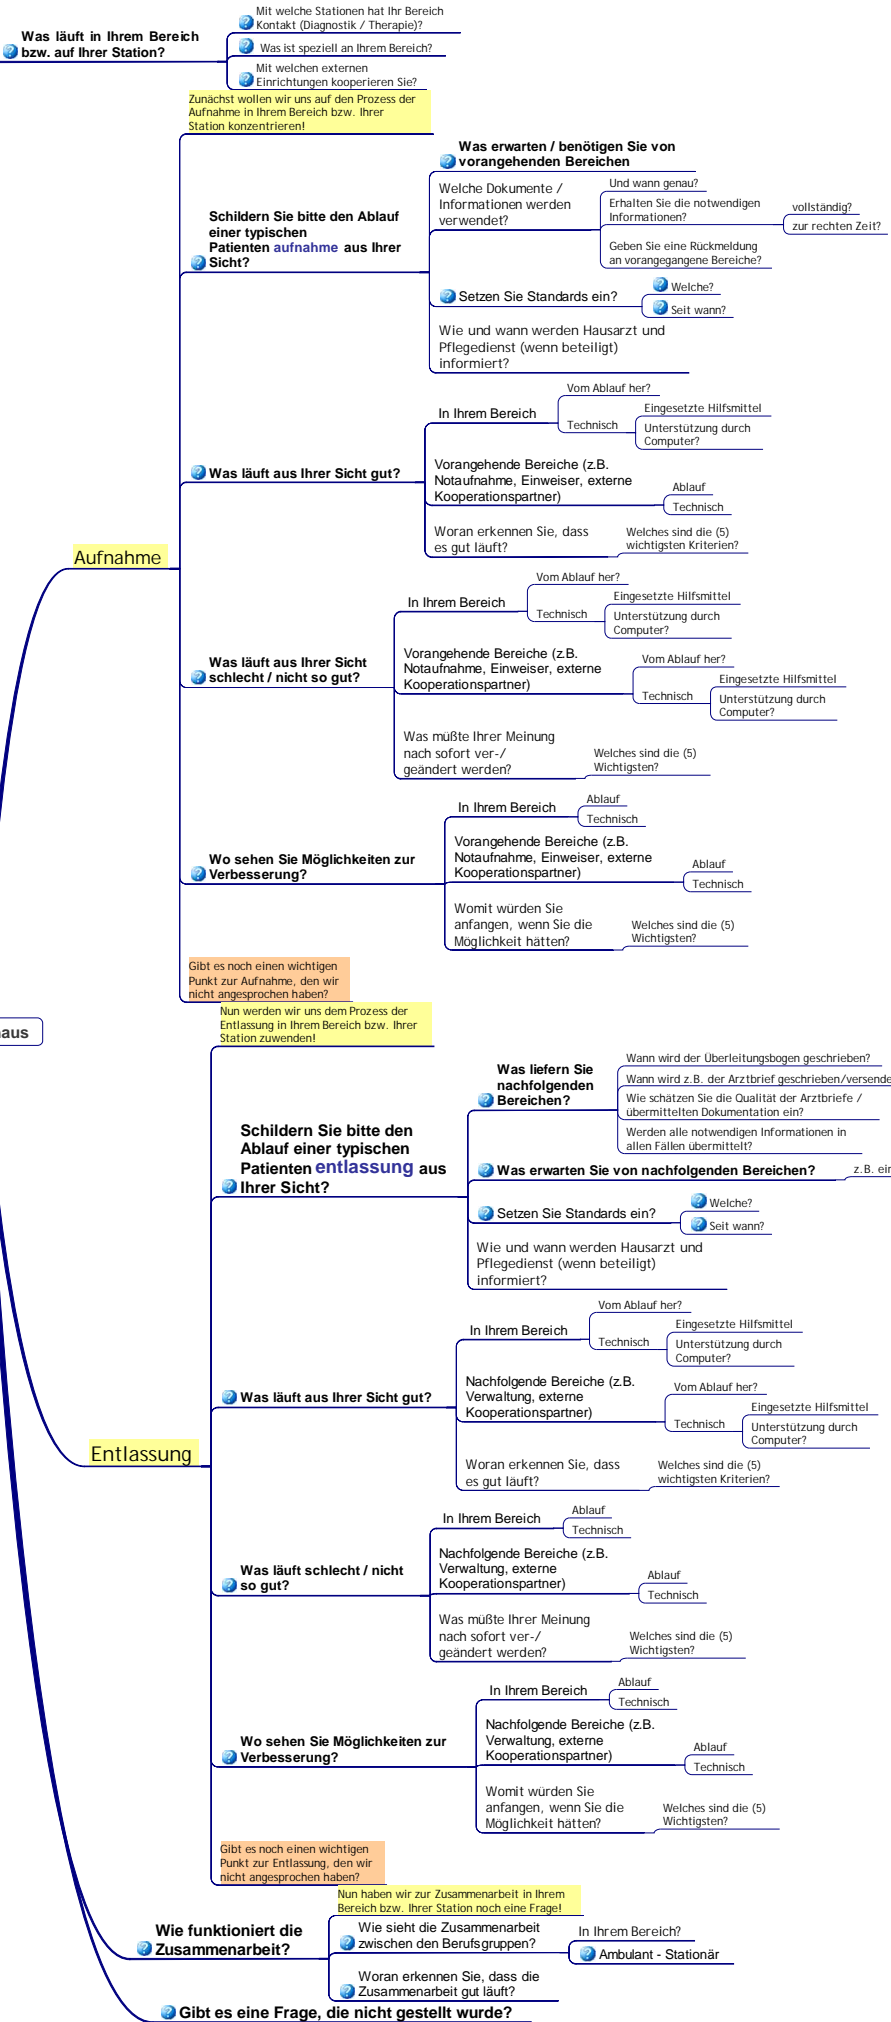 Was läuft in Ihrem Bereich
bzw. auf Ihrer Station?
Mit welche Stationen hat Ihr Bereich
Kontakt (Diagnostik / Therapie)?
Was ist speziell an Ihrem Bereich?
Mit welchen externen
Einrichtungen kooperieren Sie?
Aufnahme
Zunächst wollen wir uns auf den Prozess der
Aufnahme in Ihrem Bereich bzw. Ihrer
Station konzentrieren!
Schildern Sie bitte den Ablauf
einer typischen
Patienten aufnahme aus Ihrer
Sicht?
Was erwarten / benötigen Sie von
vorangehenden Bereichen
Welche Dokumente /
Informationen werden
verwendet?
Und wann genau?
Erhalten Sie die notwendigen
Informationen?
vollständig?
zur rechten Zeit?
Geben Sie eine Rückmeldung
an vorangegangene Bereiche?
Setzen Sie Standards ein?
Welche?
Seit wann?
Wie und wann werden Hausarzt und
Pflegedienst (wenn beteiligt)
informiert?
Was läuft aus Ihrer Sicht gut?
In Ihrem Bereich
Vom Ablauf her?
Technisch
Eingesetzte Hilfsmittel
Unterstützung durch
Computer?
Vorangehende Bereiche (z.B.
Notaufnahme, Einweiser, externe
Kooperationspartner)
Ablauf
Technisch
Woran erkennen Sie, dass
es gut läuft?
Welches sind die (5)
wichtigsten Kriterien?
Was läuft aus Ihrer Sicht
schlecht / nicht so gut?
In Ihrem Bereich
Vom Ablauf her?
Technisch
Eingesetzte Hilfsmittel
Unterstützung durch
Computer?
Vorangehende Bereiche (z.B.
Notaufnahme, Einweiser, externe
Kooperationspartner)
Vom Ablauf her?
Technisch
Eingesetzte Hilfsmittel
Unterstützung durch
Computer?
Was müßte Ihrer Meinung
nach sofort ver-/
geändert werden?
Welches sind die (5)
Wichtigsten?
Wo sehen Sie Möglichkeiten zur
Verbesserung?
In Ihrem Bereich
Ablauf
Technisch
Vorangehende Bereiche (z.B.
Notaufnahme, Einweiser, externe
Kooperationspartner)
Ablauf
Technisch
Womit würden Sie
anfangen, wenn Sie die
Möglichkeit hätten?
Welches sind die (5)
Wichtigsten?
Gibt es noch einen wichtigen
Punkt zur Aufnahme, den wir
nicht angesprochen haben?
aus
Entlassung
Nun werden wir uns dem Prozess der
Entlassung in Ihrem Bereich bzw. Ihrer
Station zuwenden!
Schildern Sie bitte den
Ablauf einer typischen
Patienten entlassung aus
Ihrer Sicht?
Was liefern Sie
nachfolgenden
Bereichen?
Wann wird der Überleitungsbogen geschrieben?
Wann wird z.B. der Arztbrief geschrieben/versende
Wie schätzen Sie die Qualität der Arztbriefe /
übermittelten Dokumentation ein?
Werden alle notwendigen Informationen in
allen Fällen übermittelt?
Was erwarten Sie von nachfolgenden Bereichen?
z.B. ein
Setzen Sie Standards ein?
Welche?
Seit wann?
Wie und wann werden Hausarzt und
Pflegedienst (wenn beteiligt)
informiert?
Was läuft aus Ihrer Sicht gut?
In Ihrem Bereich
Vom Ablauf her?
Technisch
Eingesetzte Hilfsmittel
Unterstützung durch
Computer?
Nachfolgende Bereiche (z.B.
Verwaltung, externe
Kooperationspartner)
Vom Ablauf her?
Technisch
Eingesetzte Hilfsmittel
Unterstützung durch
Computer?
Woran erkennen Sie, dass
es gut läuft?
Welches sind die (5)
wichtigsten Kriterien?
Was läuft schlecht / nicht
so gut?
In Ihrem Bereich
Ablauf
Technisch
Nachfolgende Bereiche (z.B.
Verwaltung, externe
Kooperationspartner)
Ablauf
Technisch
Was müßte Ihrer Meinung
nach sofort ver-/
geändert werden?
Welches sind die (5)
Wichtigsten?
Wo sehen Sie Möglichkeiten zur
Verbesserung?
In Ihrem Bereich
Ablauf
Technisch
Nachfolgende Bereiche (z.B.
Verwaltung, externe
Kooperationspartner)
Ablauf
Technisch
Womit würden Sie
anfangen, wenn Sie die
Möglichkeit hätten?
Welches sind die (5)
Wichtigsten?
Gibt es noch einen wichtigen
Punkt zur Entlassung, den wir
nicht angesprochen haben?
Wie funktioniert die
Zusammenarbeit?
Nun haben wir zur Zusammenarbeit in Ihrem
Bereich bzw. Ihrer Station noch eine Frage!
Wie sieht die Zusammenarbeit
zwischen den Berufsgruppen?
In Ihrem Bereich?
Ambulant - Stationär
Woran erkennen Sie, dass die
Zusammenarbeit gut läuft?
Gibt es eine Frage, die nicht gestellt wurde?